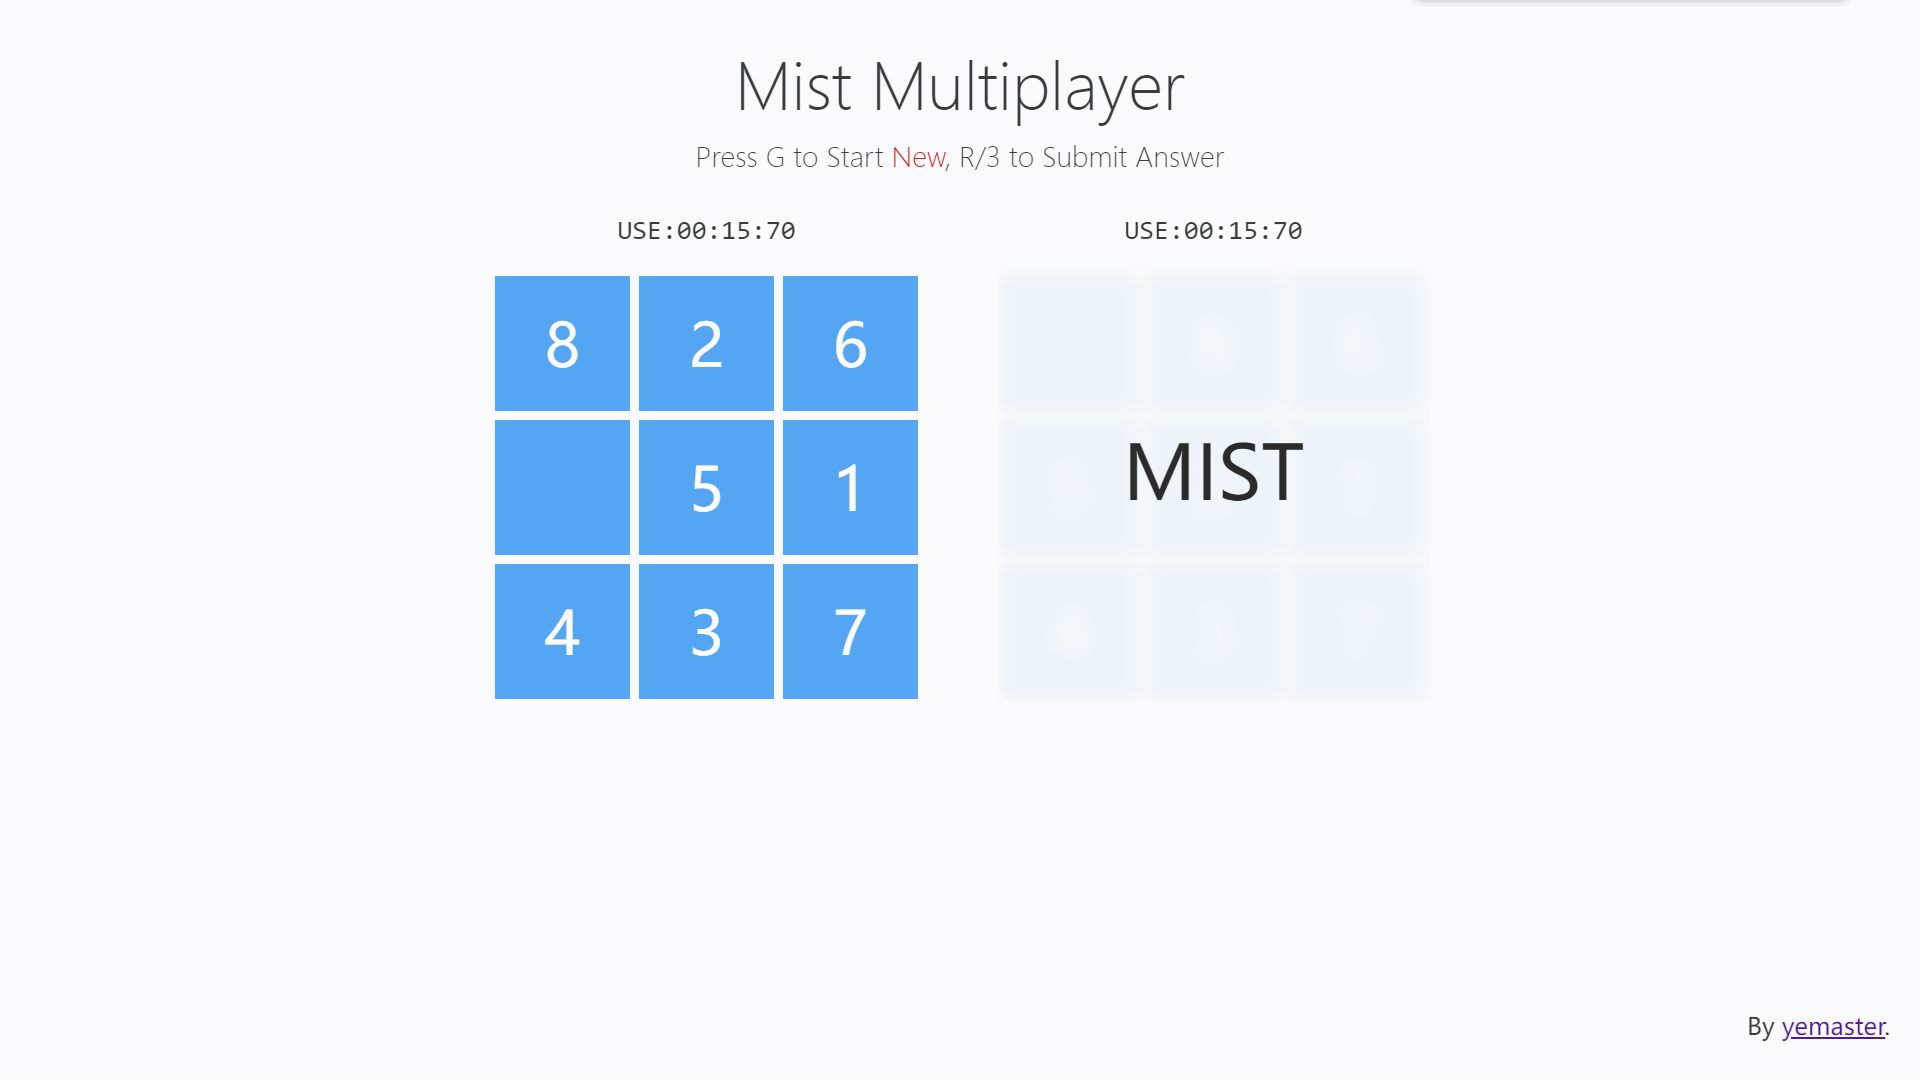 Mist Multiplayer
Press G to Start New, R/3 to Submit Answer
USE:00:15:70
USE:00:15:70
8 2 6
5 1
4 3 7
MIST
By yemaster.